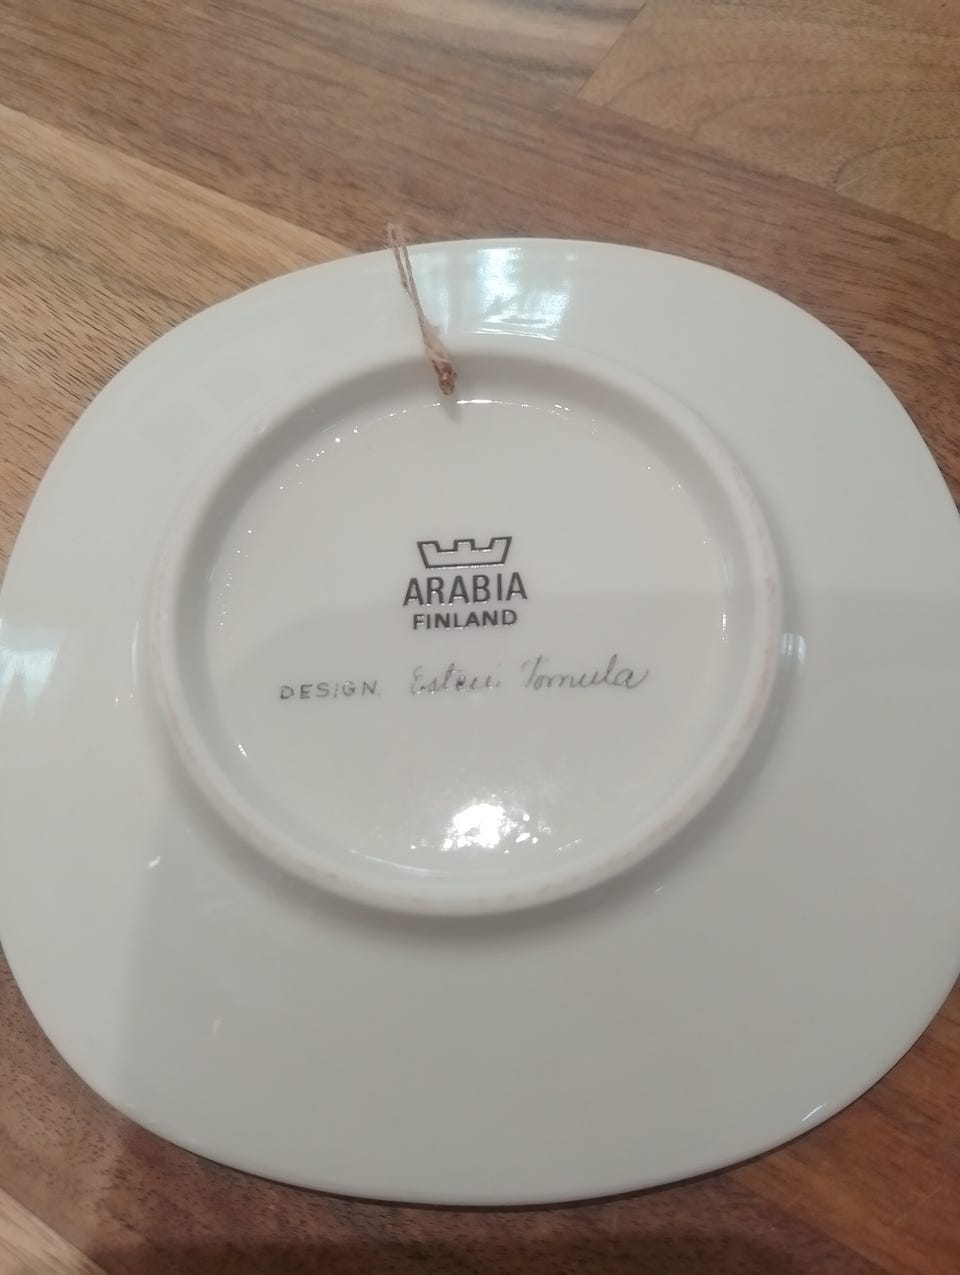 ARABIA
FINLAND
DESIGN. Esteri Tomula